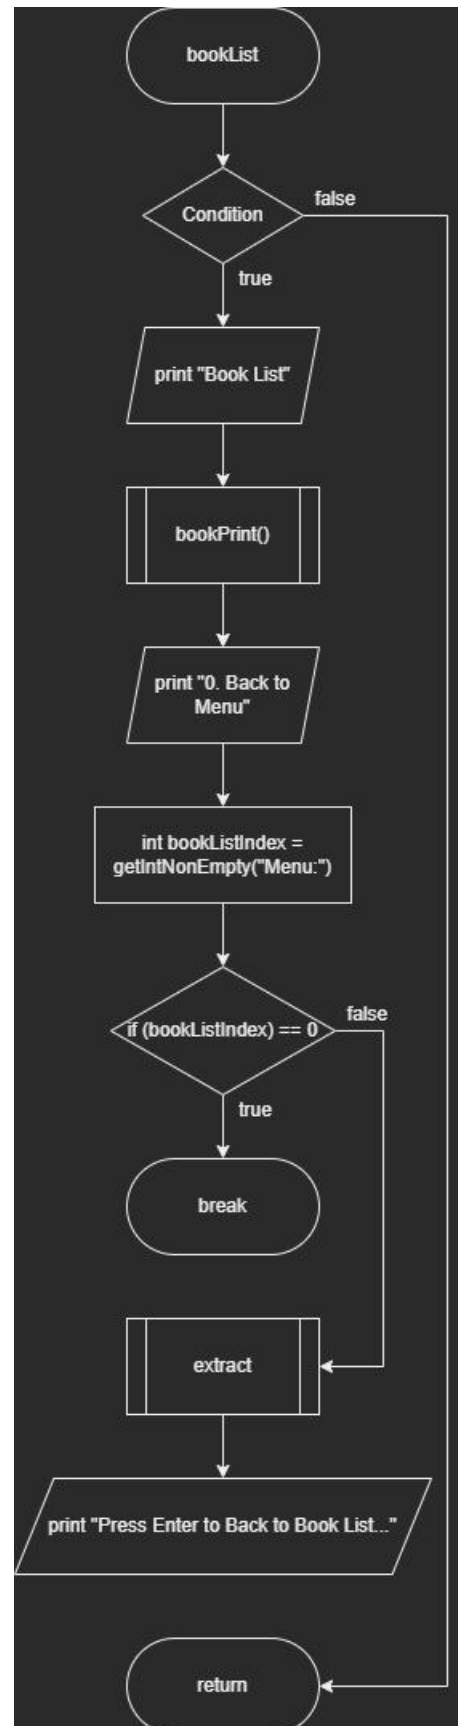 bookList
Condition
false
true
print "Book List"
bookPrint()
print "0. Back to
Menu"
int bookListIndex =
getIntNonEmpty("Menu:")
if (bookListIndex) == 0
false
true
break
extract
print "Press Enter to Back to Book List..."
return